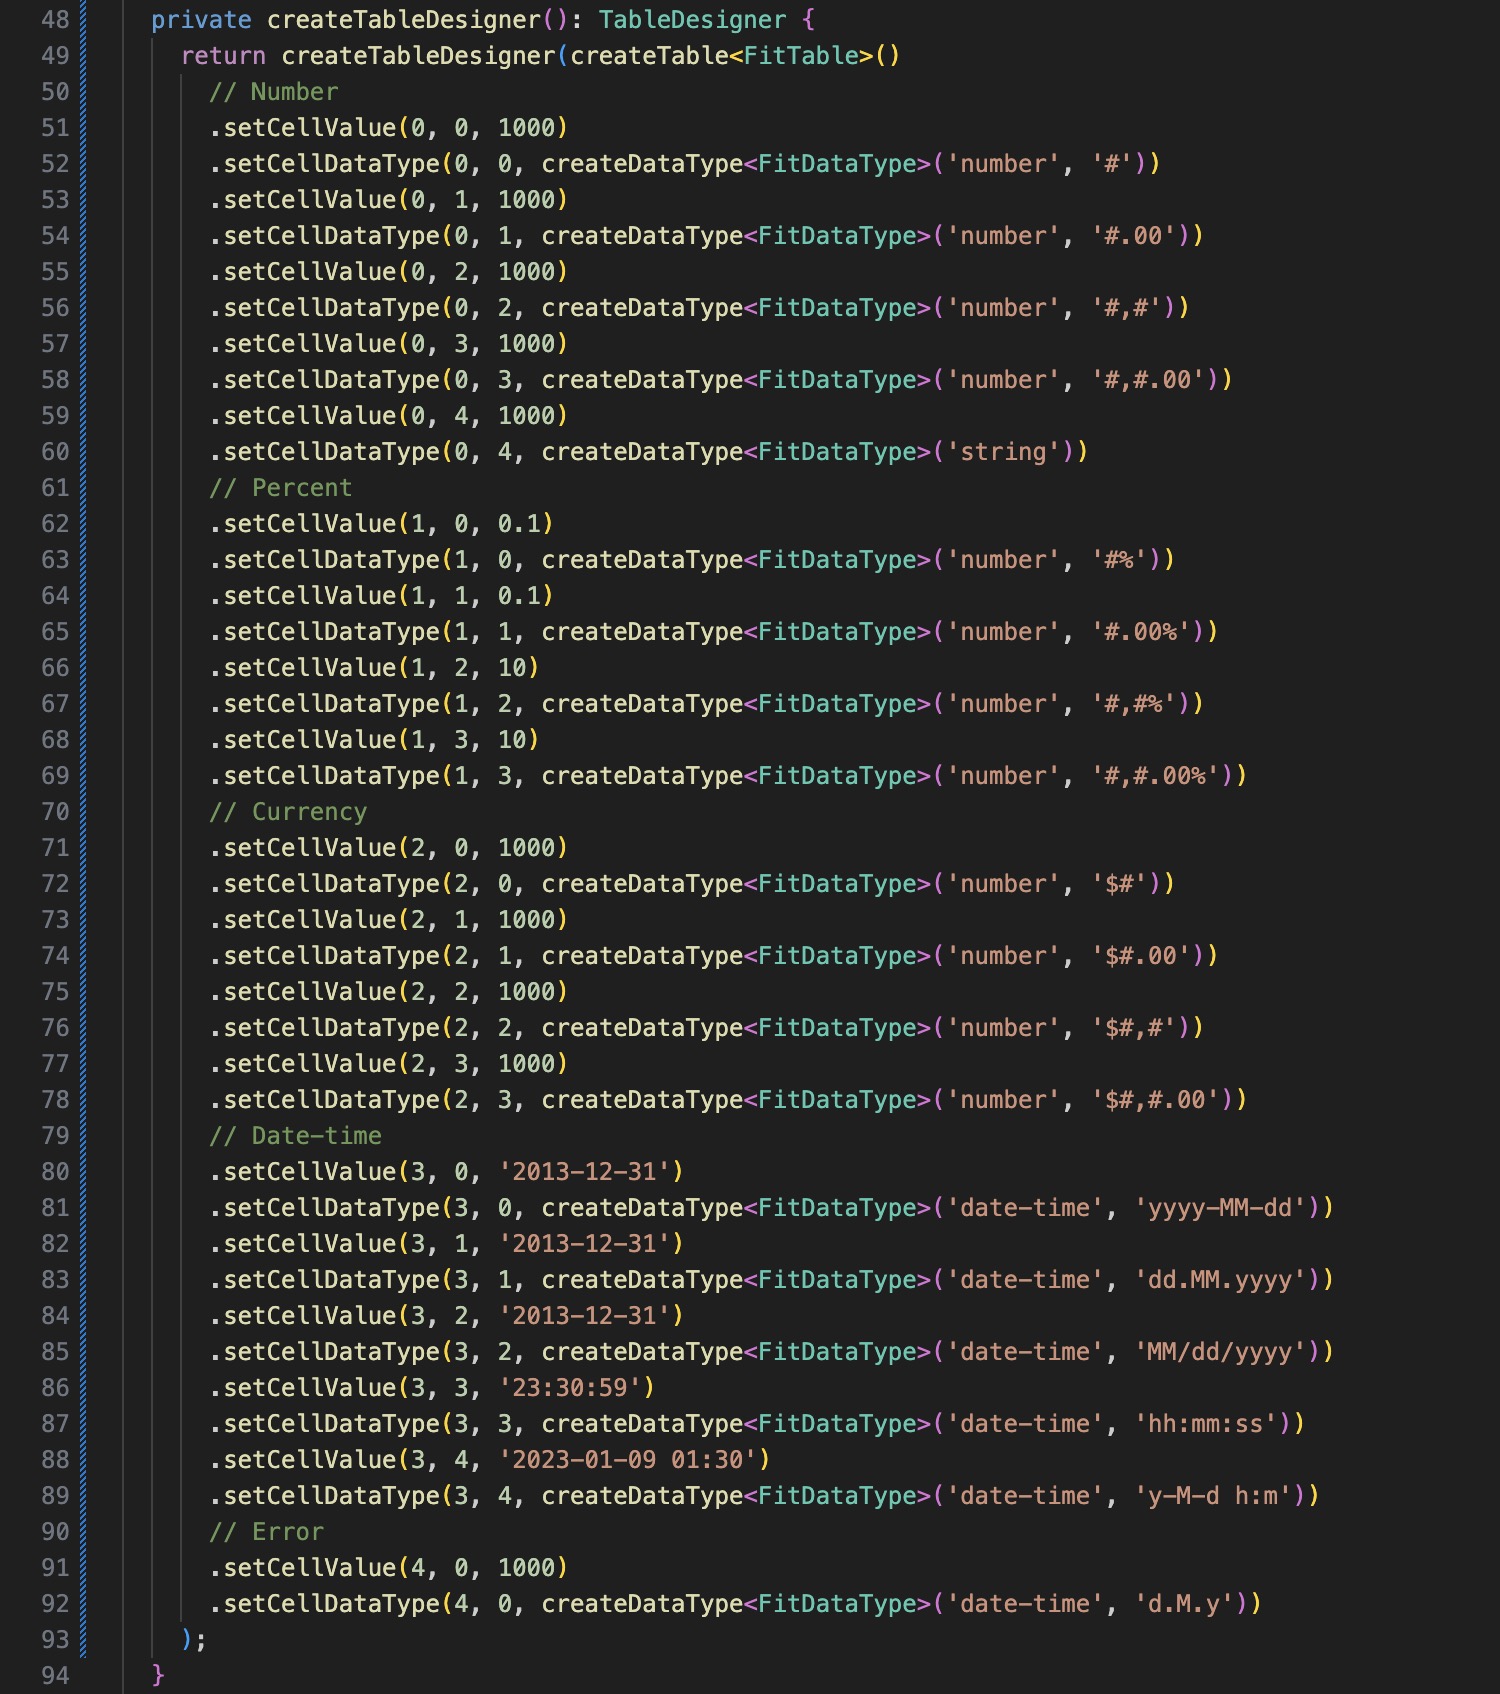 48 private createTableDesigner(): TableDesigner {
49 return createTableDesigner(createTable<FitTable>()
50 // Number
51 .setCellValue(0, 0, 1000)
52 .setCellDataType(0, 0, createDataType<FitDataType>('number', '#'))
53 .setCellValue(0, 1, 1000)
54 .setCellDataType(0, 1, createDataType<FitDataType>('number', '#.00'))
55 .setCellValue(0, 2, 1000)
56 .setCellDataType(0, 2, createDataType<FitDataType>('number', '#,#'))
57 .setCellValue(0, 3, 1000)
58 .setCellDataType(0, 3, createDataType<FitDataType>('number', '#,#.00'))
59 .setCellValue(0, 4, 1000)
60 .setCellDataType(0, 4, createDataType<FitDataType>('string'))
61 // Percent
62 .setCellValue(1, 0, 0.1)
63 .setCellDataType(1, 0, createDataType<FitDataType>('number', '#%'))
64 .setCellValue(1, 1, 0.1)
65 .setCellDataType(1, 1, createDataType<FitDataType>('number', '#.00%'))
66 .setCellValue(1, 2, 10)
67 .setCellDataType(1, 2, createDataType<FitDataType>('number', '#,#%'))
68 .setCellValue(1, 3, 10)
69 .setCellDataType(1, 3, createDataType<FitDataType>('number', '#,#.00%'))
70 // Currency
71 .setCellValue(2, 0, 1000)
72 .setCellDataType(2, 0, createDataType<FitDataType>('number', '$#'))
73 .setCellValue(2, 1, 1000)
74 .setCellDataType(2, 1, createDataType<FitDataType>('number', '$#.00'))
75 .setCellValue(2, 2, 1000)
76 .setCellDataType(2, 2, createDataType<FitDataType>('number', '$#,#'))
77 .setCellValue(2, 3, 1000)
78 .setCellDataType(2, 3, createDataType<FitDataType>('number', '$#,#.00'))
79 // Date-time
80 .setCellValue(3, 0, '2013-12-31')
81 .setCellDataType(3, 0, createDataType<FitDataType>('date-time', 'yyyy-MM-dd'))
82 .setCellValue(3, 1, '2013-12-31')
83 .setCellDataType(3, 1, createDataType<FitDataType>('date-time', 'dd.MM.yyyy'))
84 .setCellValue(3, 2, '2013-12-31')
85 .setCellDataType(3, 2, createDataType<FitDataType>('date-time', 'MM/dd/yyyy'))
86 .setCellValue(3, 3, '23:30:59')
87 .setCellDataType(3, 3, createDataType<FitDataType>('date-time', 'hh:mm:ss'))
88 .setCellValue(3, 4, '2023-01-09 01:30')
89 .setCellDataType(3, 4, createDataType<FitDataType>('date-time', 'y-M-d h:m'))
90 // Error
91 .setCellValue(4, 0, 1000)
92 .setCellDataType(4, 0, createDataType<FitDataType>('date-time', 'd.M.y'))
93 );
94 }